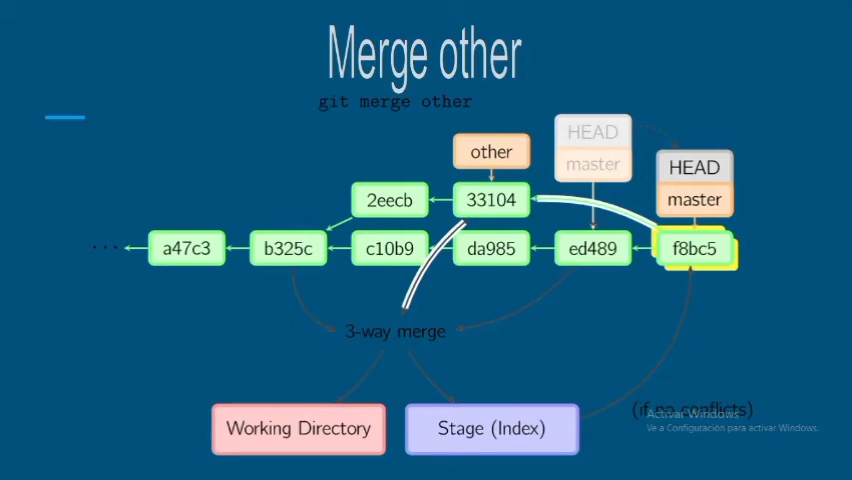 Merge other
git merge other
HEAD
master
other
HEAD
master
2eecb
33104
... a47c3 b325c c10b9 da985 ed489 f8bc5
3-way merge
(if no conflicts)
Activar Windows
Ve a Configuración para activar Windows.
Working Directory
Stage (Index)